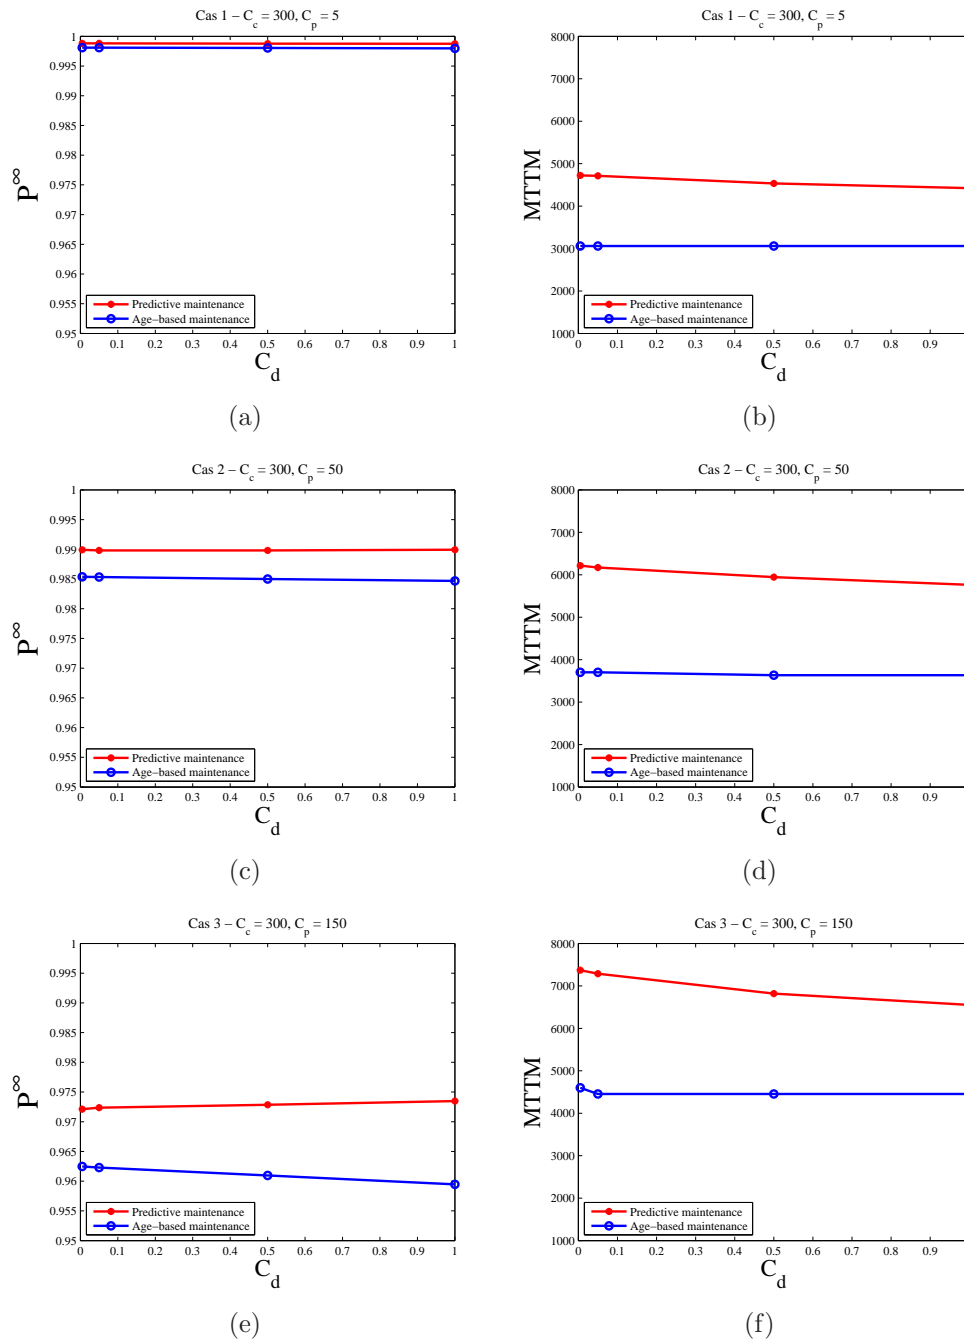 Cas 1 − C_c = 300, C_p = 5
1
0.995
0.99
0.985
0.98
0.975
0.97
0.965
0.96
0.955
0.95
P^∞
Predictive maintenance
Age−based maintenance
0 0.1 0.2 0.3 0.4 0.5 0.6 0.7 0.8 0.9 1
C_d
(a)
Cas 1 − C_c = 300, C_p = 5
8000
7000
6000
5000
4000
3000
2000
1000
MTTM
Predictive maintenance
Age−based maintenance
0 0.1 0.2 0.3 0.4 0.5 0.6 0.7 0.8 0.9
C_d
(b)
Cas 2 − C_c = 300, C_p = 50
1
0.995
0.99
0.985
0.98
0.975
0.97
0.965
0.96
0.955
0.95
P^∞
Predictive maintenance
Age−based maintenance
0 0.1 0.2 0.3 0.4 0.5 0.6 0.7 0.8 0.9 1
C_d
(c)
Cas 2 − C_c = 300, C_p = 50
8000
7000
6000
5000
4000
3000
2000
1000
MTTM
Predictive maintenance
Age−based maintenance
0 0.1 0.2 0.3 0.4 0.5 0.6 0.7 0.8 0.9
C_d
(d)
Cas 3 − C_c = 300, C_p = 150
1
0.995
0.99
0.985
0.98
0.975
0.97
0.965
0.96
0.955
0.95
P^∞
Predictive maintenance
Age−based maintenance
0 0.1 0.2 0.3 0.4 0.5 0.6 0.7 0.8 0.9 1
C_d
(e)
Cas 3 − C_c = 300, C_p = 150
8000
7000
6000
5000
4000
3000
2000
1000
MTTM
Predictive maintenance
Age−based maintenance
0 0.1 0.2 0.3 0.4 0.5 0.6 0.7 0.8 0.9
C_d
(f)